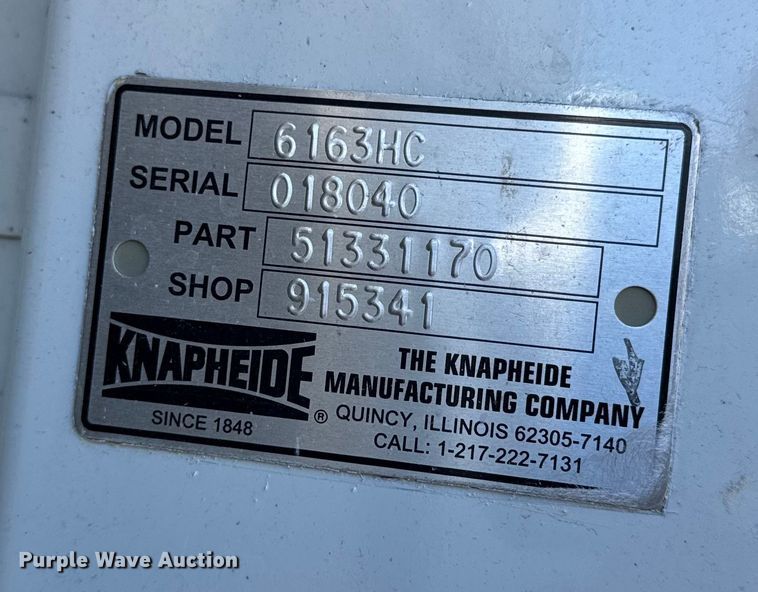 MODEL 6163HC
SERIAL 018040
PART 51331170
SHOP 915341
KNAPHEIDE ®
SINCE 1848
THE KNAPHEIDE
MANUFACTURING COMPANY
QUINCY, ILLINOIS 62305-7140
CALL: 1-217-222-7131
Purple Wave Auction